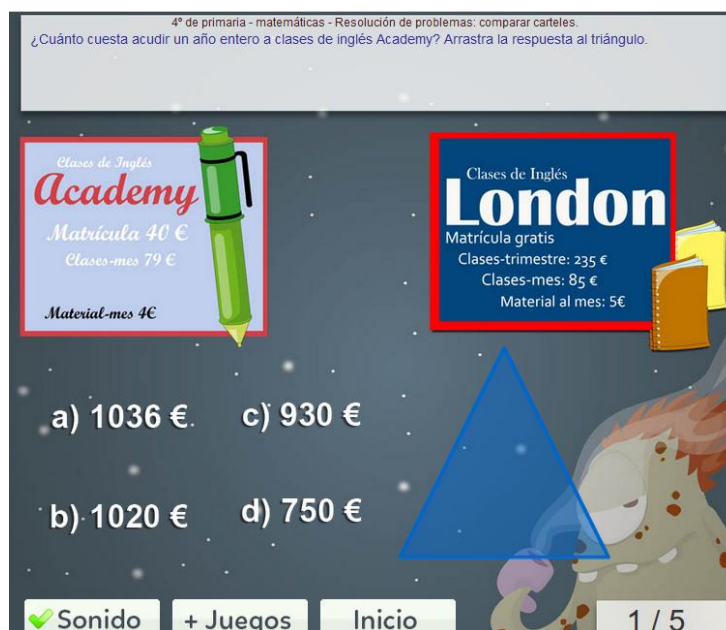 4º de primaria - matemáticas - Resolución de problemas: comparar carteles.
¿Cuánto cuesta acudir un año entero a clases de inglés Academy? Arrastra la respuesta al triángulo.
Clases de Inglés
Academy
Matrícula 40 €
Clases-mes 79 €
Material-mes 4€
Clases de Inglés
London
Matrícula gratis
Clases-trimestre: 235 €
Clases-mes: 85 €
Material al mes: 5€
a) 1036 €
c) 930 €
b) 1020 €
d) 750 €
Sonido
+ Juegos
Inicio
1 / 5